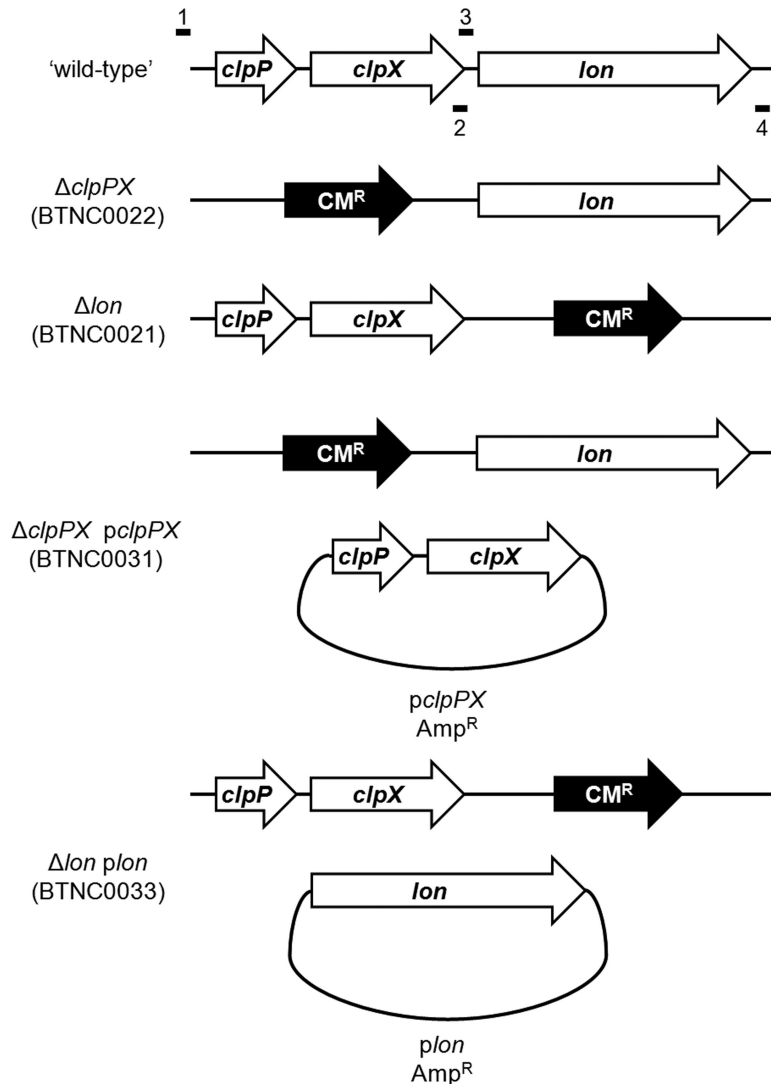 1 3
'wild-type' clpP clpX lon
2 4
ΔclpPX
(BTNC0022) CMᴿ lon
Δlon
(BTNC0021) clpP clpX CMᴿ
CMᴿ lon
ΔclpPX pclpPX
(BTNC0031) clpP clpX
pclpPX
Ampᴿ
clpP clpX CMᴿ
Δlon plon
(BTNC0033) lon
plon
Ampᴿ